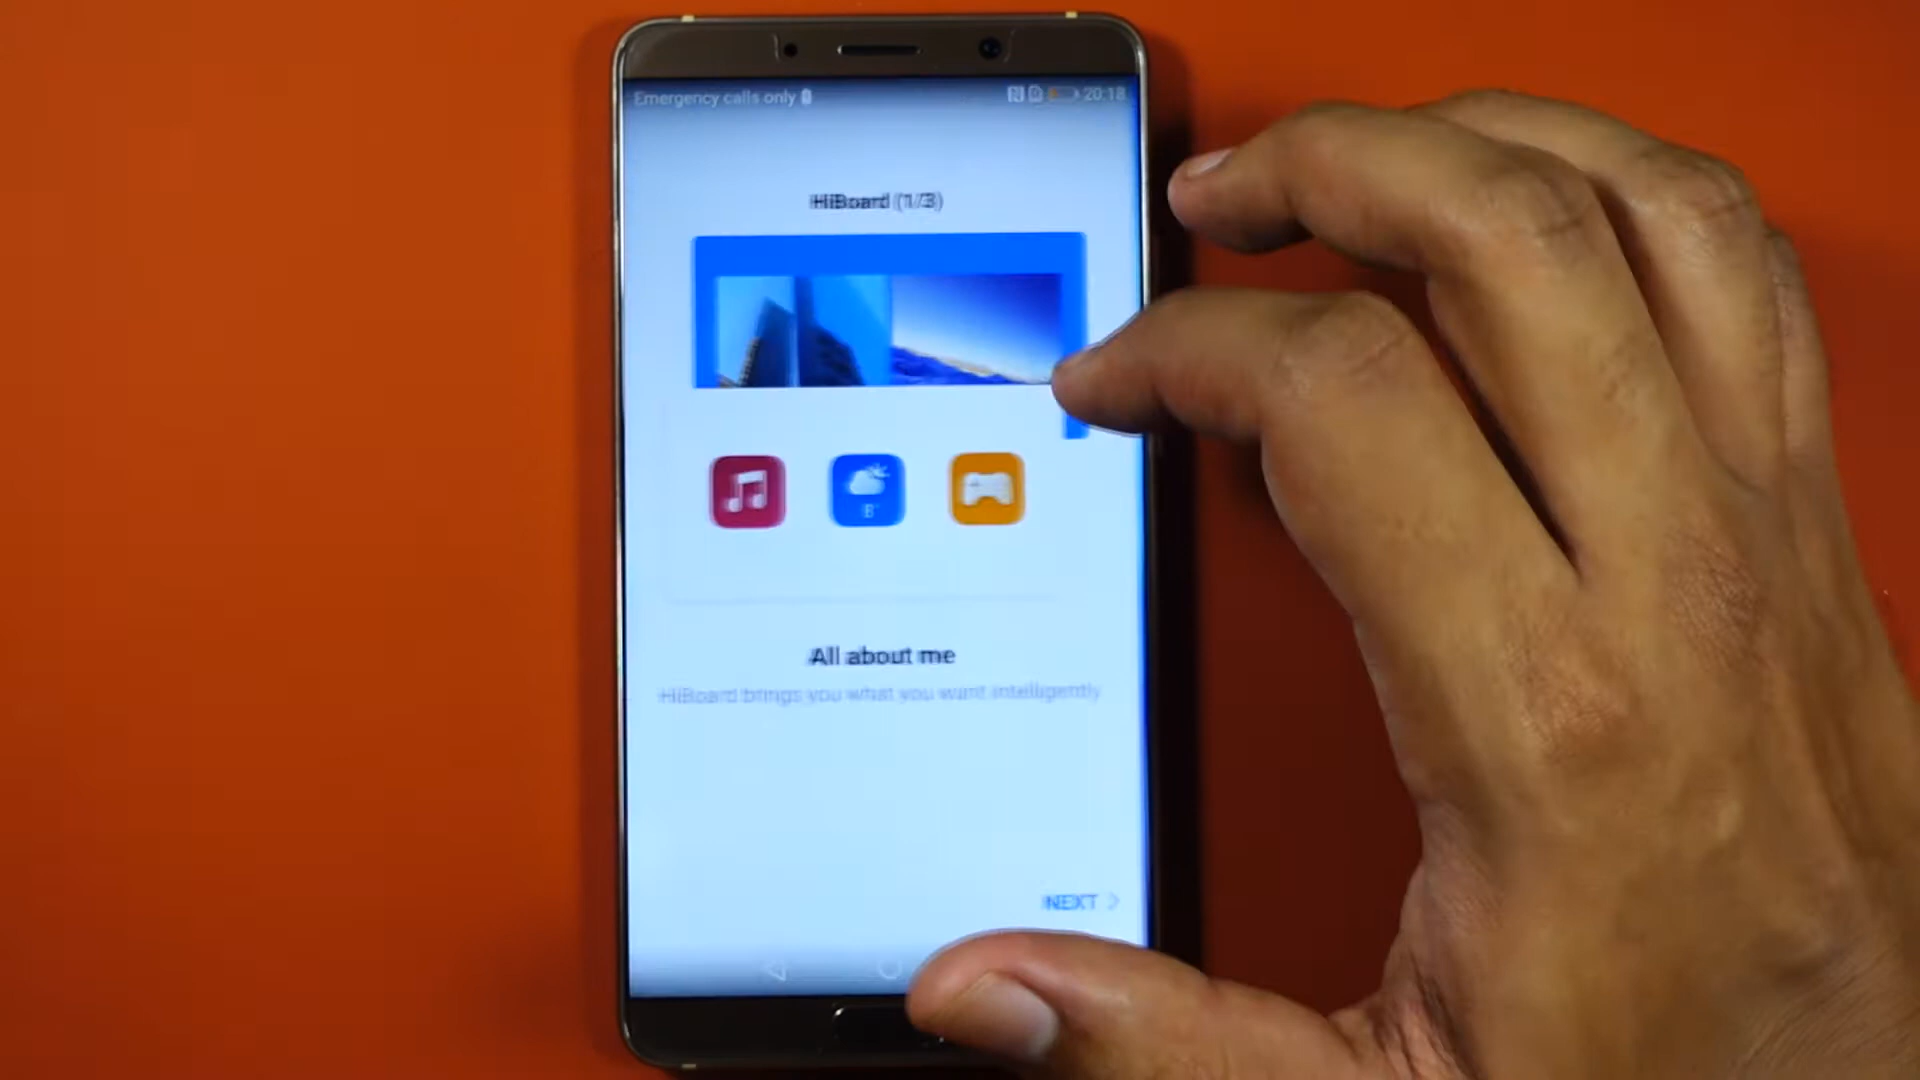 Emergency calls only
20:18
HiBoard (1/3)
8°
All about me
HiBoard brings you what you want intelligently
NEXT